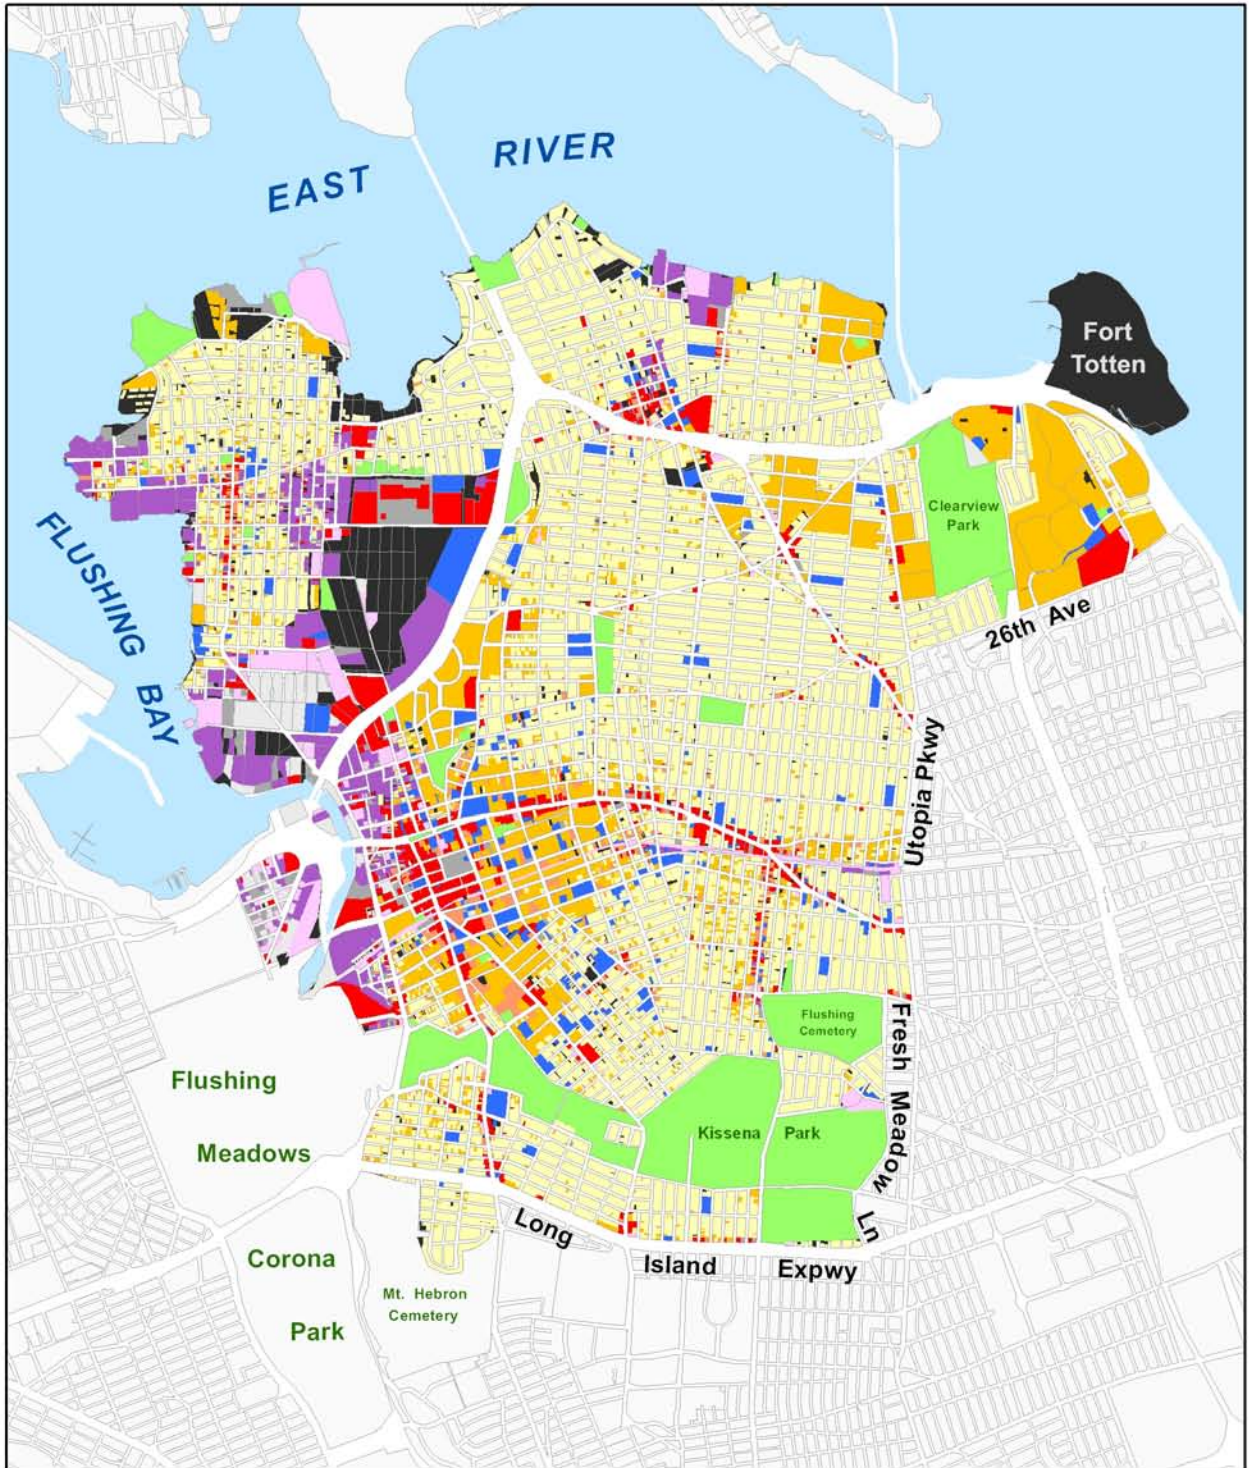 RIVER
EAST
Fort
Totten
Clearview
Park
FLUSHING
BAY
26th Ave
Utopia Pkwy
Flushing
Cemetery
Fresh Meadow
Ln
Flushing
Meadows
Kissena Park
Long
Island
Expwy
Corona
Park
Mt. Hebron
Cemetery